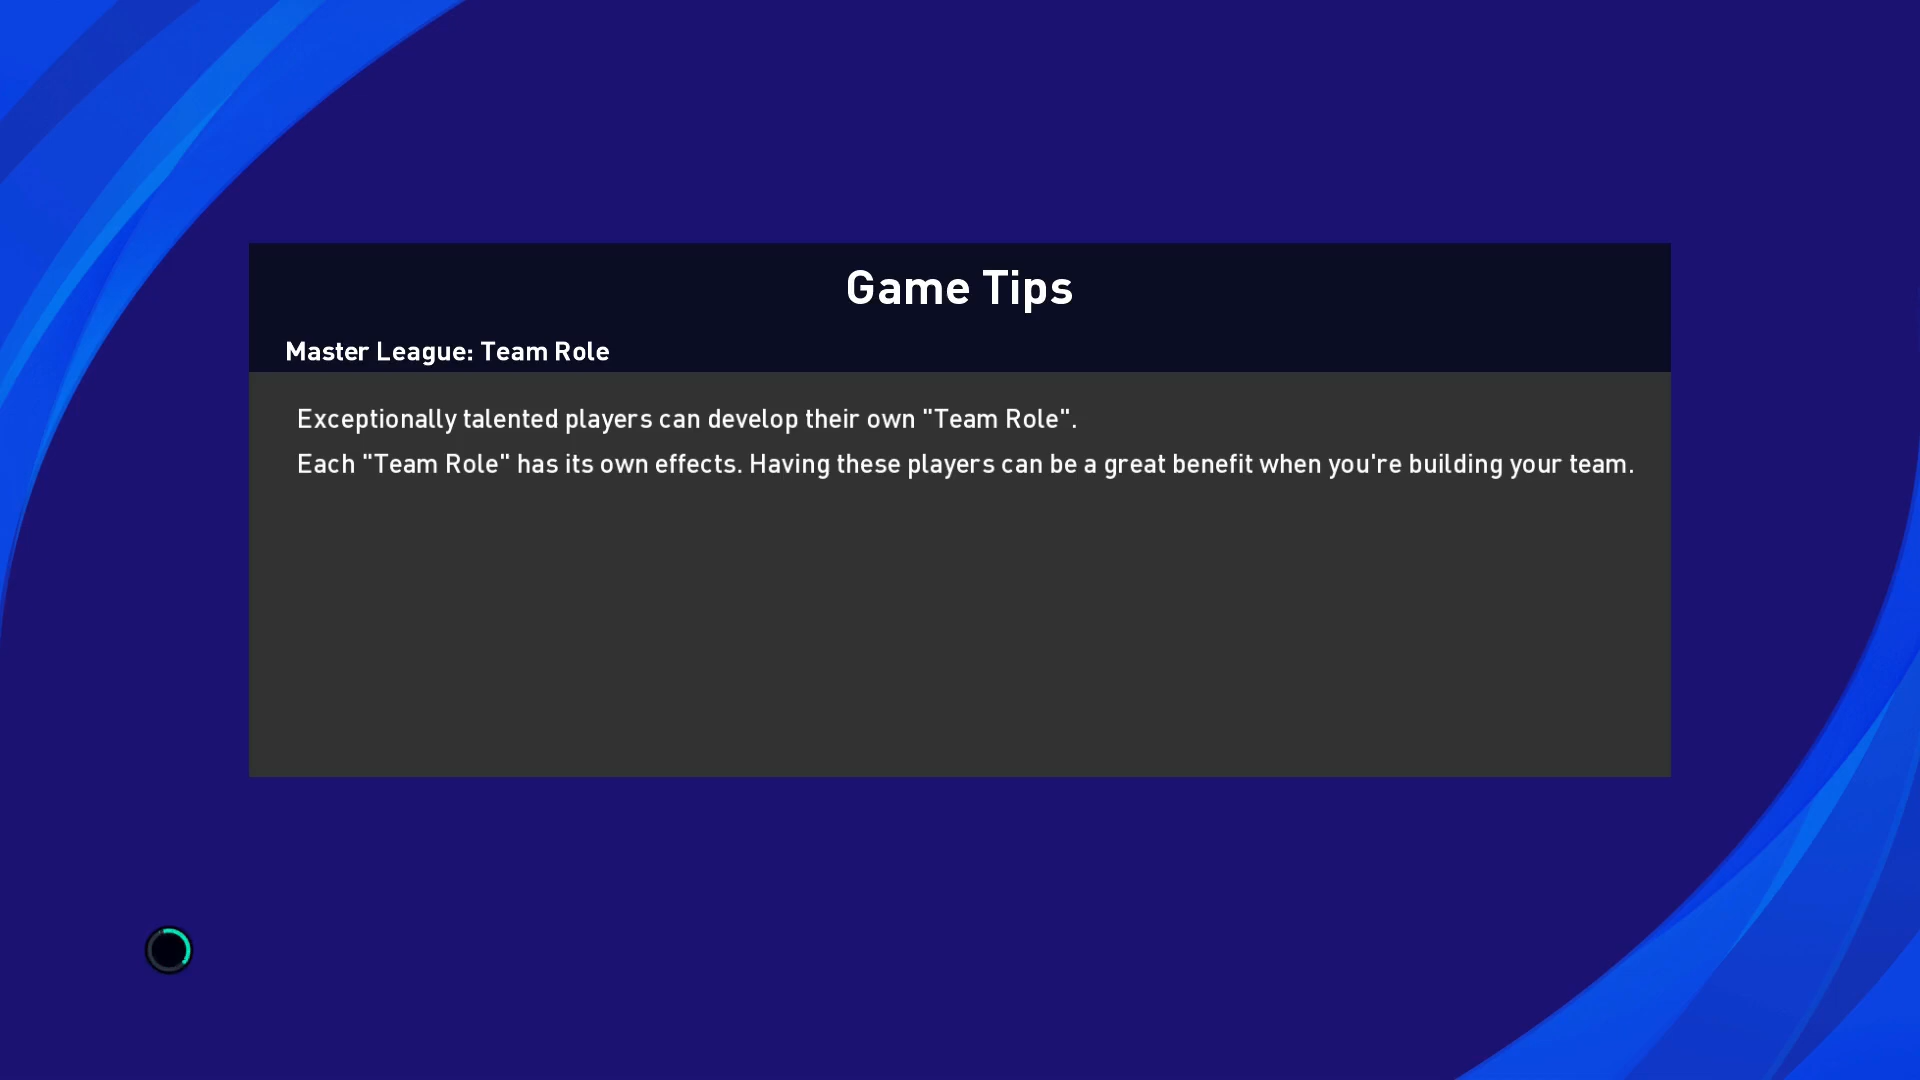 Game Tips
Master League: Team Role
Exceptionally talented players can develop their own "Team Role".
Each "Team Role" has its own effects. Having these players can be a great benefit when you're building your team.